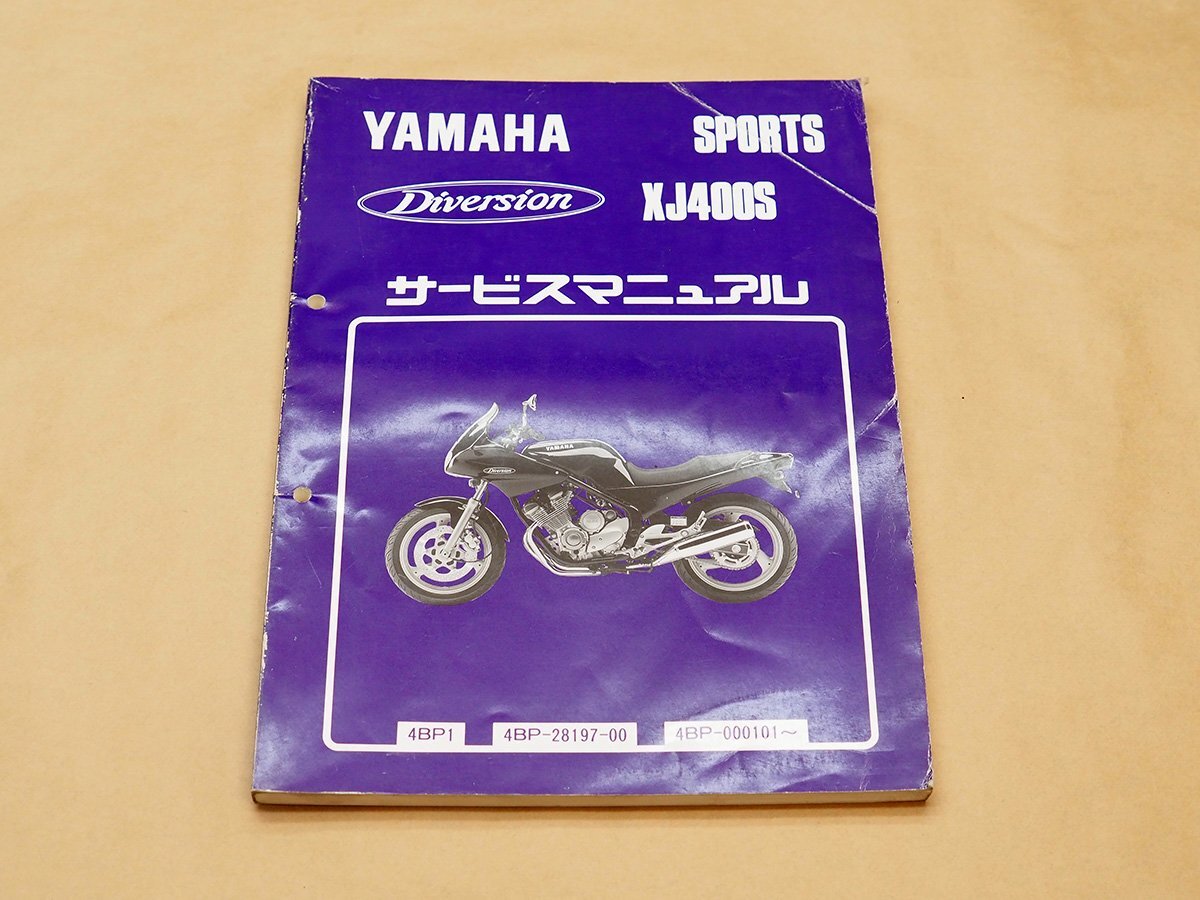 YAMAHA SPORTS
Diversion XJ400S
サービスマニュアル
YAMAHA
Diversion
4BP1 4BP-28197-00 4BP-000101~